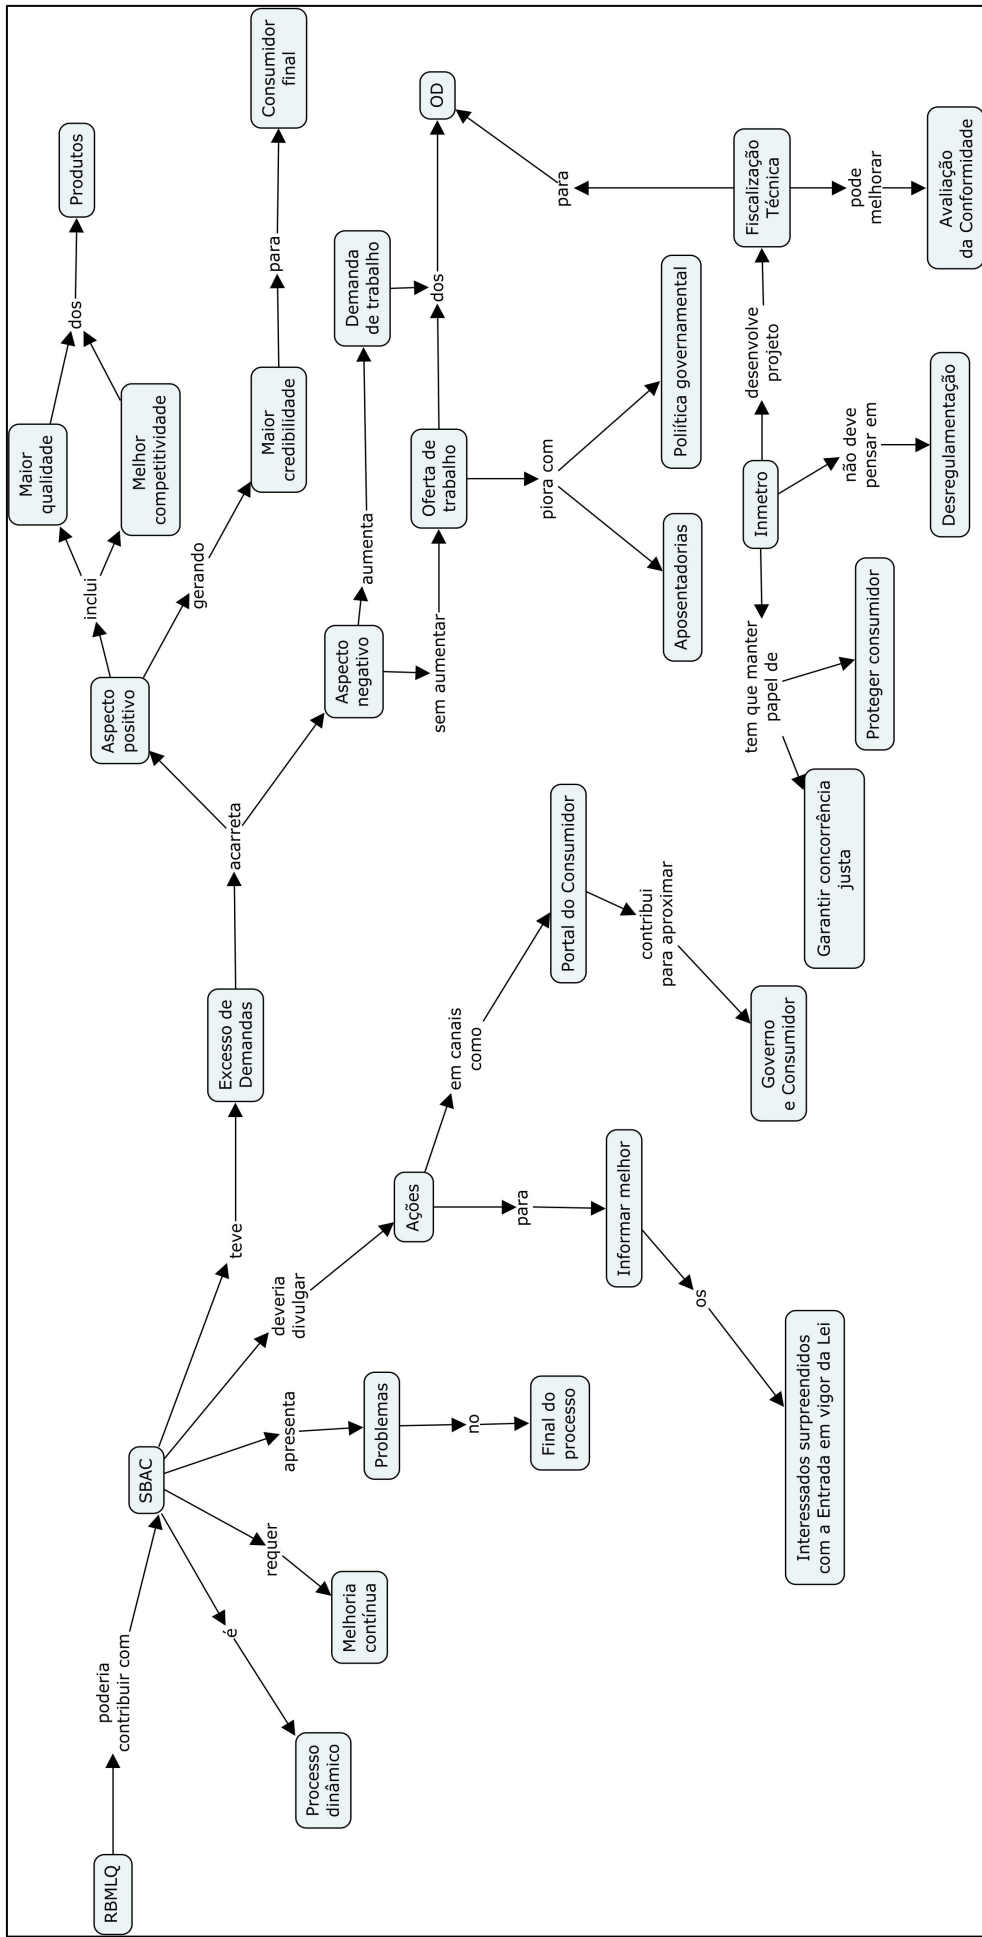 RBMLQ
poderia
contribuir com
SBAC
é
Processo
dinâmico
requer
Melhoria
contínua
apresenta
Problemas
no
Final do
processo
deveria
divulgar
Ações
para
Informar melhor
os
Interessados surpreendidos
com a Entrada em vigor da Lei
em canais
como
Portal do Consumidor
contribui
para aproximar
Governo
e Consumidor
teve
Excesso de
Demandas
acarreta
Aspecto
positivo
inclui
Maior
qualidade
Melhor
competitividade
dos
Produtos
gerando
Maior
credibilidade
para
Consumidor
final
Aspecto
negativo
aumenta
Demanda
de trabalho
sem aumentar
Oferta de
trabalho
dos
OD
piora com
Aposentadorias
Política governamental
Inmetro
tem que manter
papel de
Garantir concorrência
justa
Proteger consumidor
não deve
pensar em
Desregulamentação
desenvolve
projeto
Fiscalização
Técnica
para
pode
melhorar
Avaliação
da Conformidade